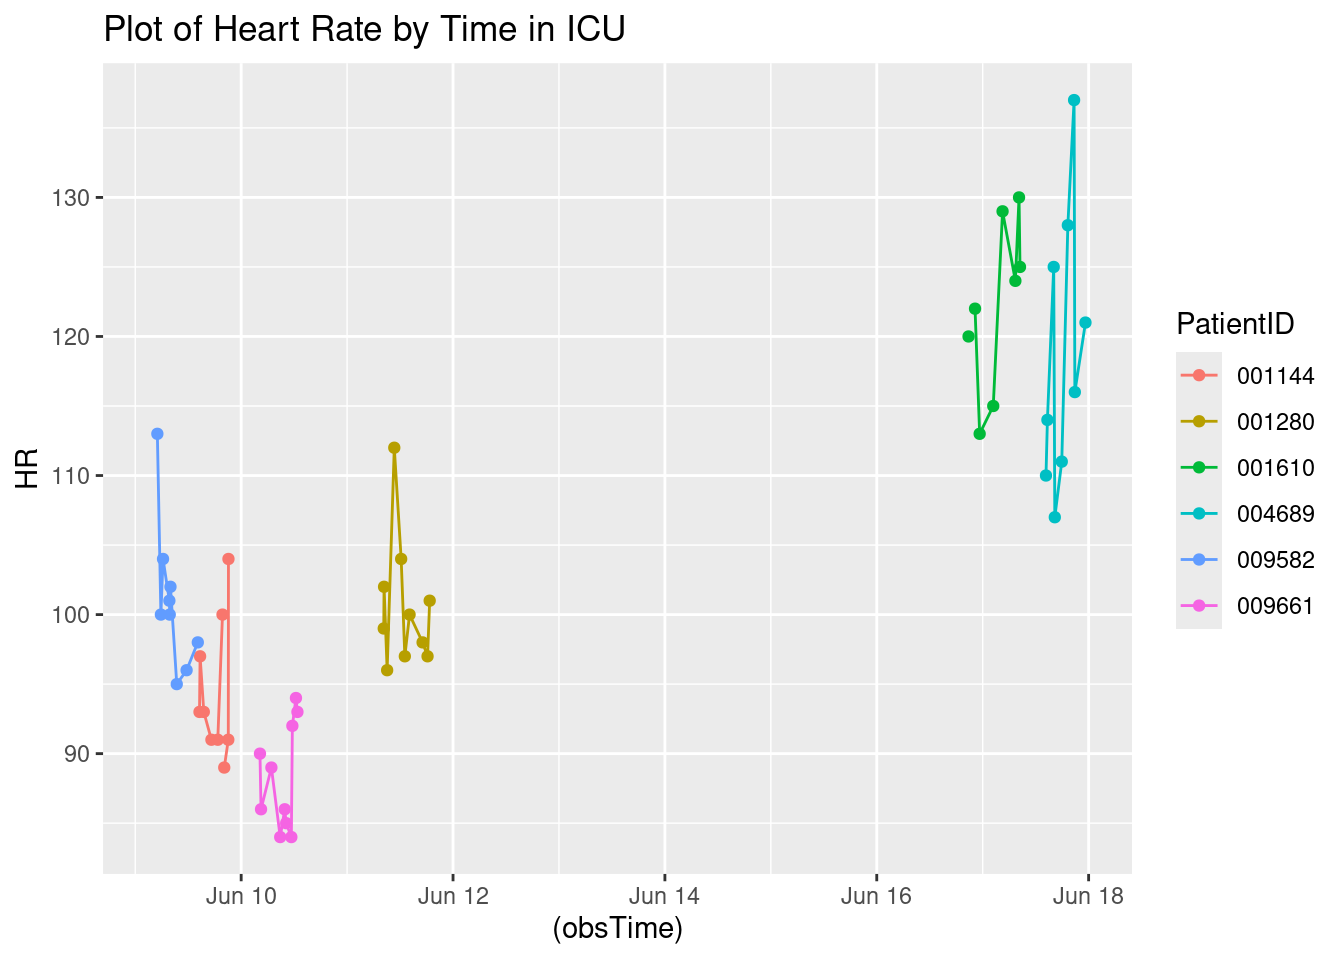 Plot of Heart Rate by Time in ICU
HR
130
120
110
100
90
Jun 10
Jun 12
Jun 14
Jun 16
Jun 18
(obsTime)
PatientID
001144
001280
001610
004689
009582
009661